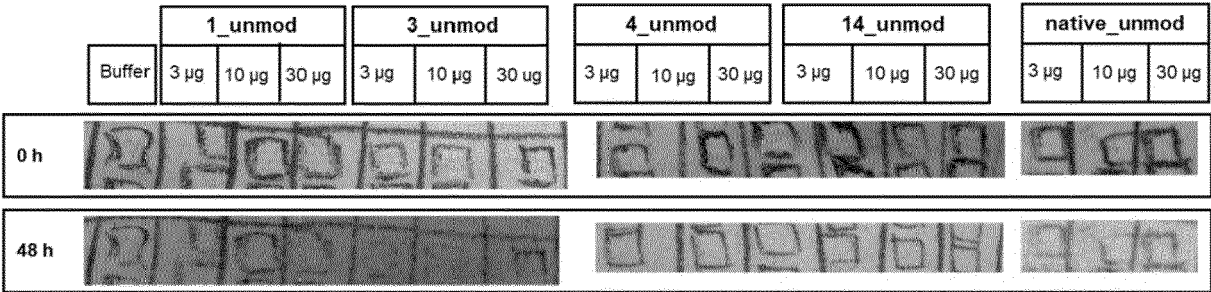 1_unmod 3_unmod 4_unmod 14_unmod native_unmod
Buffer 3 µg 10 µg 30 µg 3 µg 10 µg 30 ug 3 µg 10 µg 30 µg 3 µg 10 µg 30 µg 3 µg 10 µg 30 µg
0 h
48 h